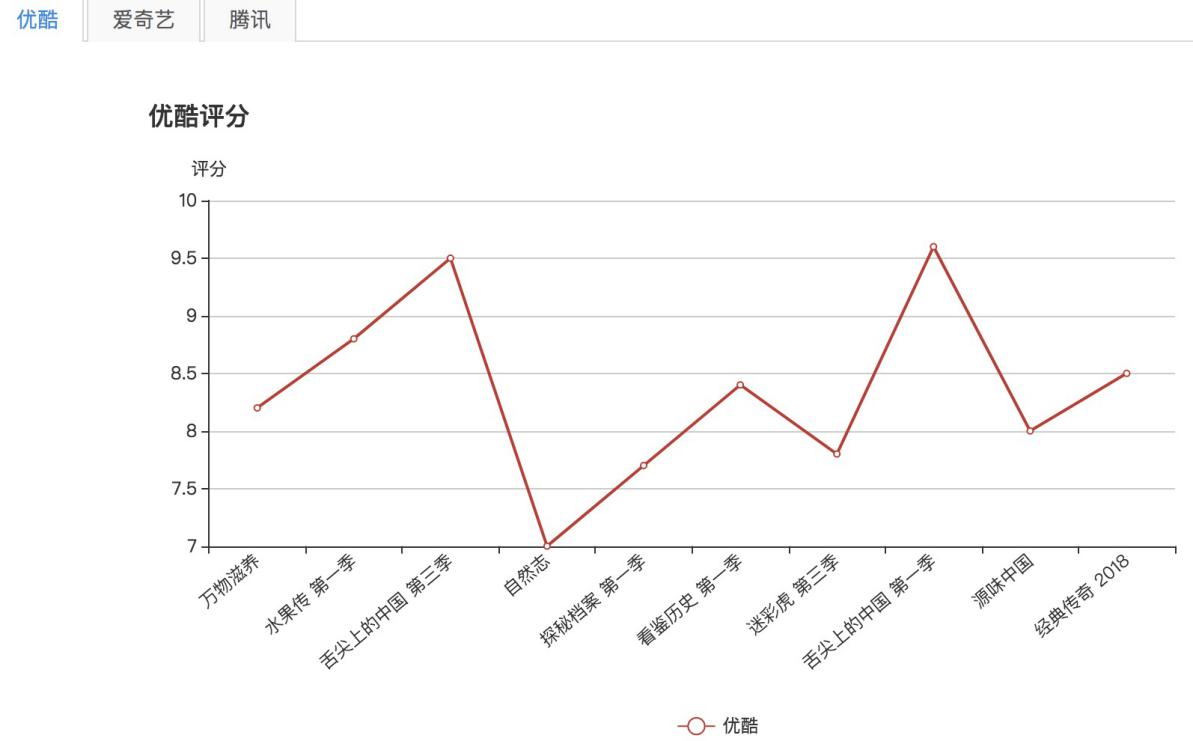 优酷 爱奇艺 腾讯
优酷评分
评分
10
9.5
9
8.5
8
7.5
7
万物滋养
水果传 第一季
舌尖上的中国 第三季
自然志
探秘档案 第一季
看鉴历史 第一季
迷彩虎 第三季
舌尖上的中国 第一季
源味中国
经典传奇 2018
优酷